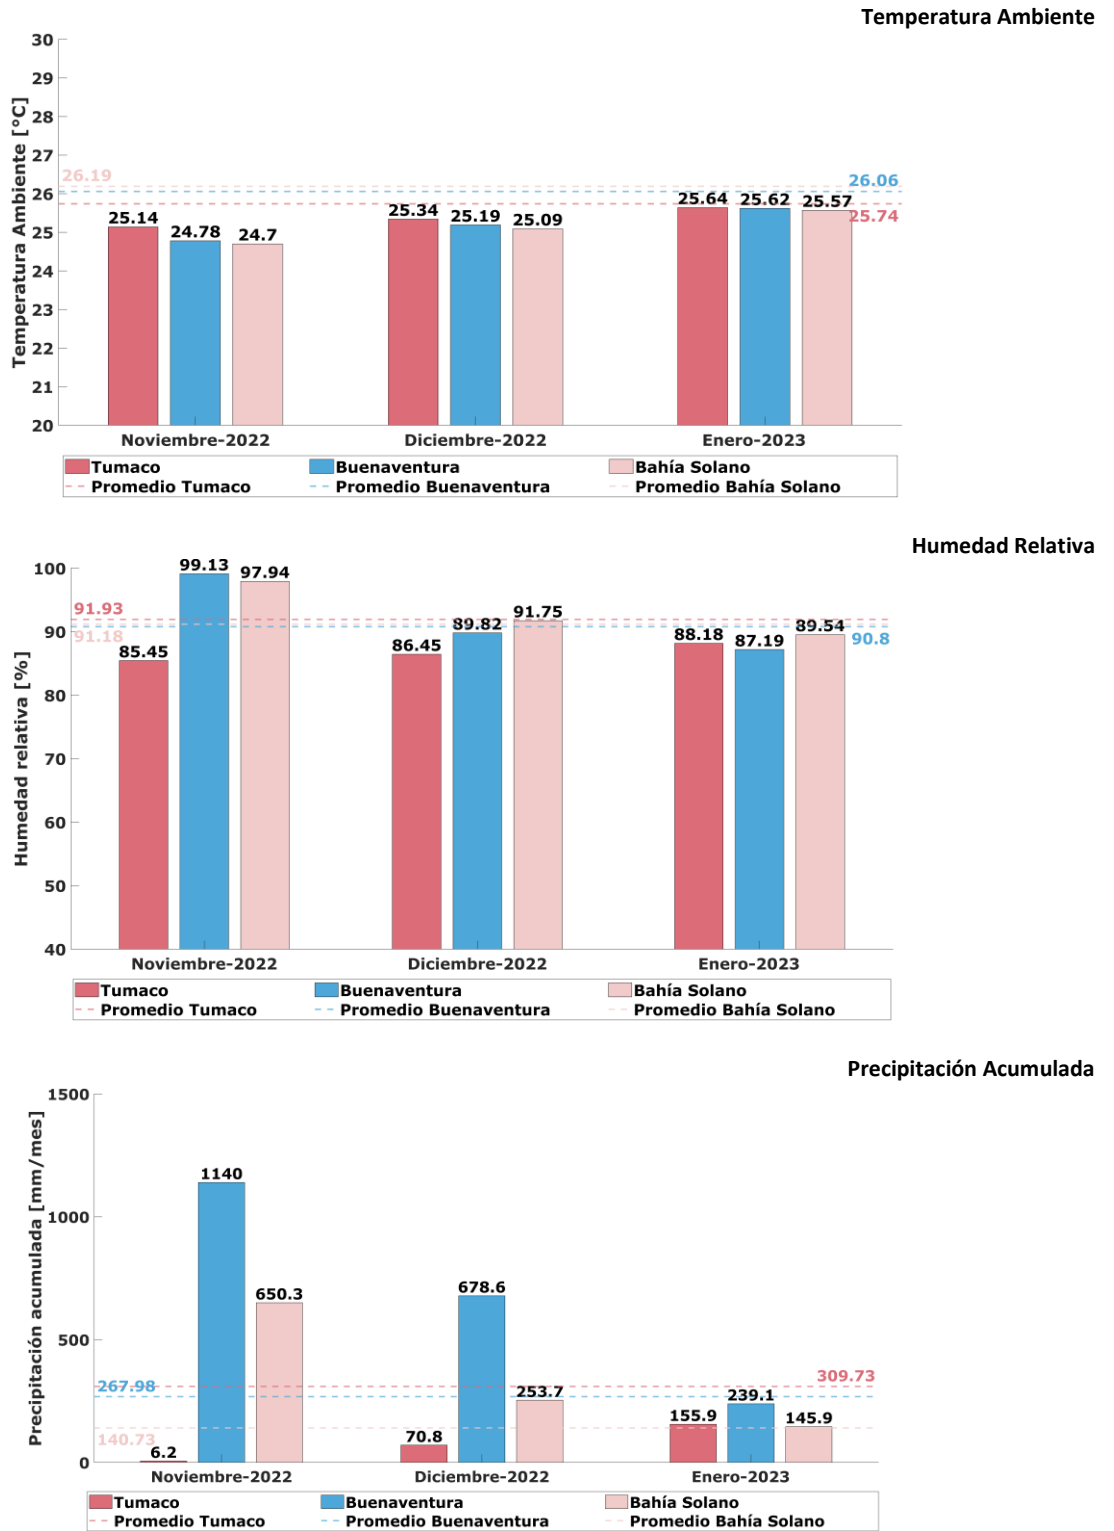 Temperatura Ambiente
30
29
28
27
26
25
24
23
22
21
20
Temperatura Ambiente [°C]
26.19
26.06
25.74
25.14
24.78
24.7
25.34
25.19
25.09
25.64
25.62
25.57
Noviembre-2022
Diciembre-2022
Enero-2023
Tumaco
Buenaventura
Bahía Solano
Promedio Tumaco
Promedio Buenaventura
Promedio Bahía Solano
Humedad Relativa
100
90
80
70
60
50
40
Humedad relativa [%]
91.93
91.18
90.8
85.45
99.13
97.94
86.45
89.82
91.75
88.18
87.19
89.54
Noviembre-2022
Diciembre-2022
Enero-2023
Tumaco
Buenaventura
Bahía Solano
Promedio Tumaco
Promedio Buenaventura
Promedio Bahía Solano
Precipitación Acumulada
1500
1000
500
0
Precipitación acumulada [mm/mes]
267.98
140.73
309.73
6.2
1140
650.3
70.8
678.6
253.7
155.9
239.1
145.9
Noviembre-2022
Diciembre-2022
Enero-2023
Tumaco
Buenaventura
Bahía Solano
Promedio Tumaco
Promedio Buenaventura
Promedio Bahía Solano